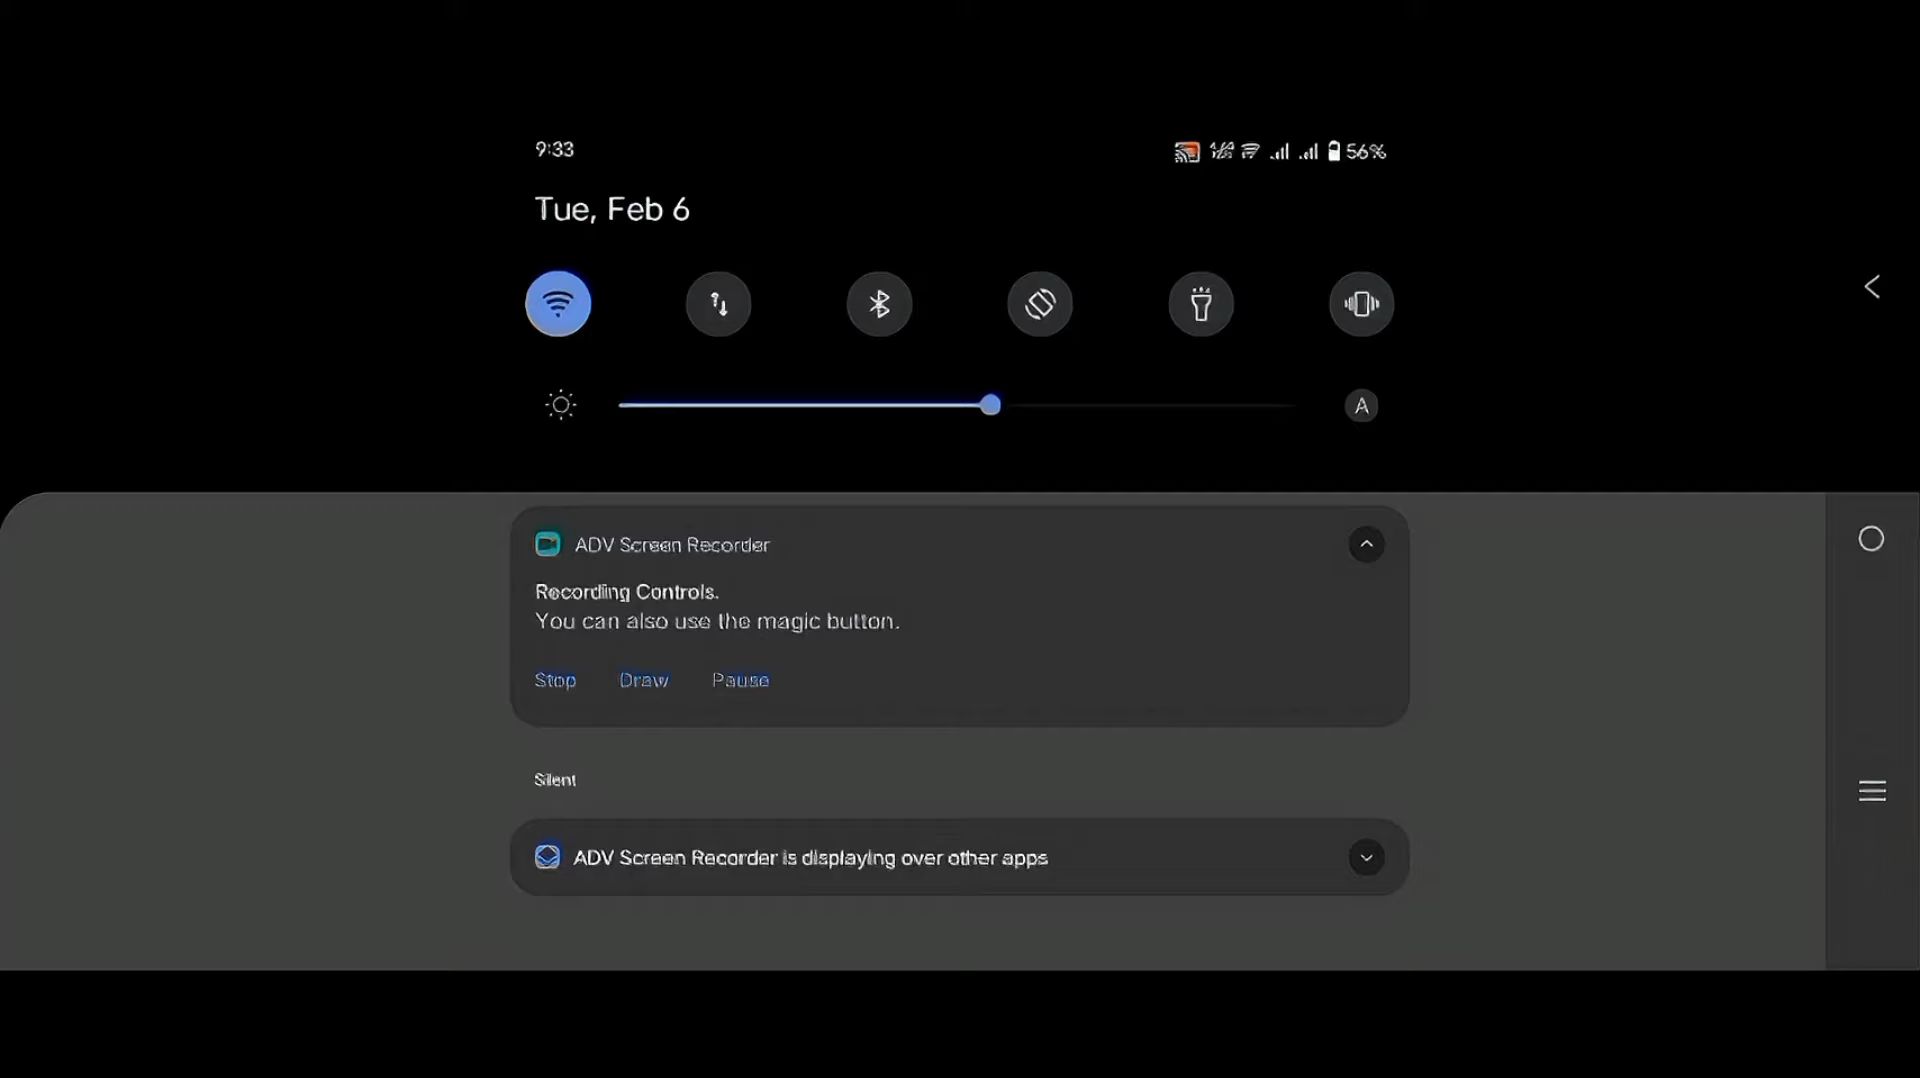 9:33
56%
Tue, Feb 6
A
ADV Screen Recorder
Recording Controls.
You can also use the magic button.
Stop Draw Pause
Silent
ADV Screen Recorder is displaying over other apps